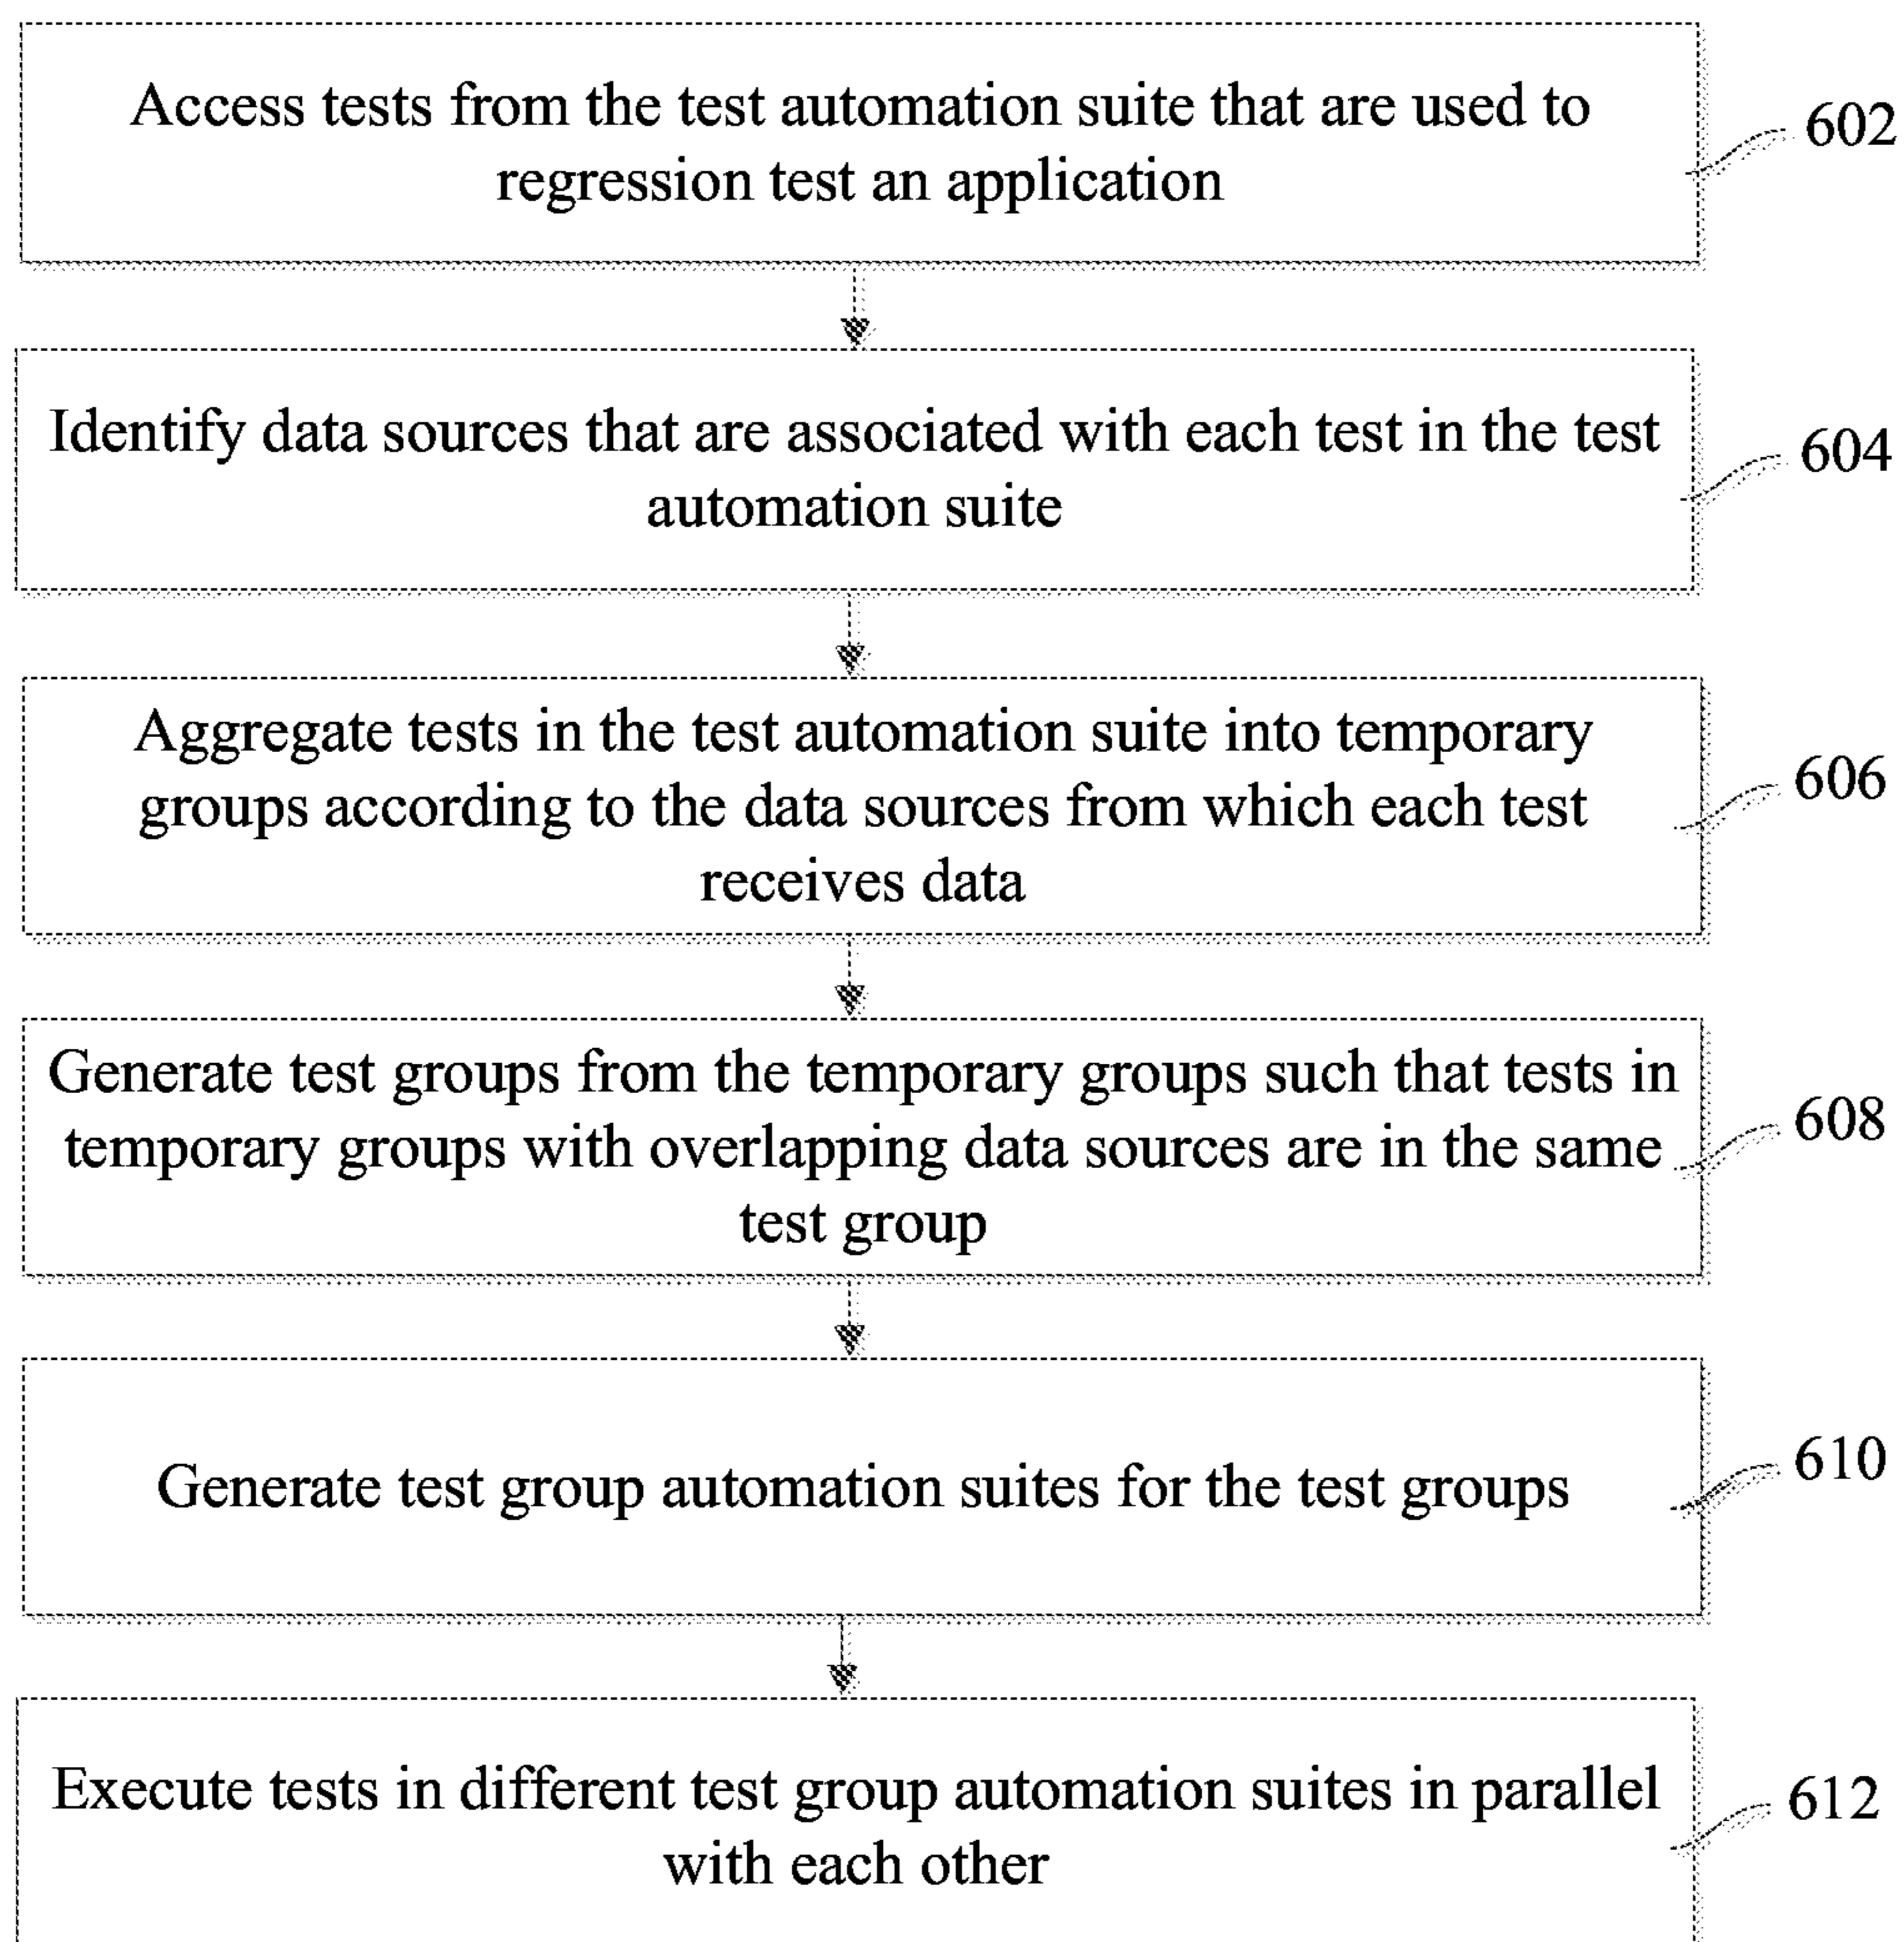 Access tests from the test automation suite that are used to
regression test an application
602
Identify data sources that are associated with each test in the test
automation suite
604
Aggregate tests in the test automation suite into temporary
groups according to the data sources from which each test
receives data
606
Generate test groups from the temporary groups such that tests in
temporary groups with overlapping data sources are in the same
test group
608
Generate test group automation suites for the test groups
610
Execute tests in different test group automation suites in parallel
with each other
612